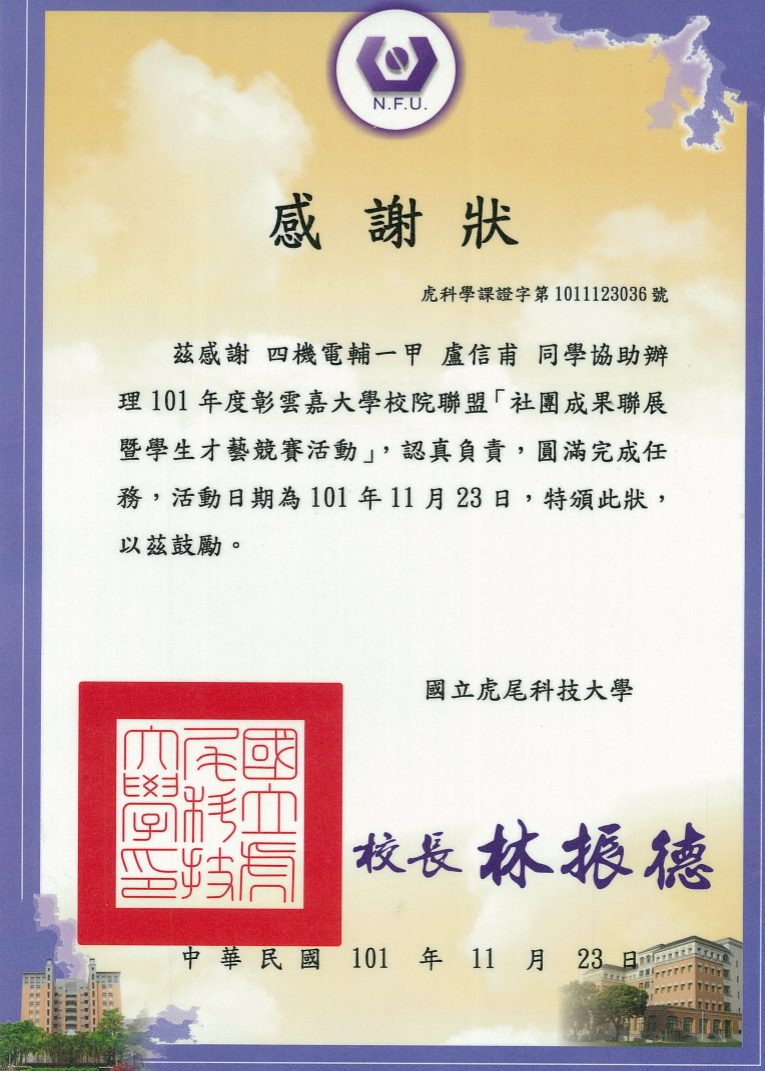 N.F.U.
感謝狀
虎科學課證字第1011123036號
茲感謝 四機電輔一甲 盧信甫 同學協助辦
理101年度彰雲嘉大學校院聯盟「社團成果聯展
暨學生才藝競賽活動」，認真負責，圓滿完成任
務，活動日期為101年11月23日，特頒此狀，
以茲鼓勵。
國立虎尾科技大學
國立虎
尾科技
大學印
校長 林振德
中華民國 101 年 11 月 23 日